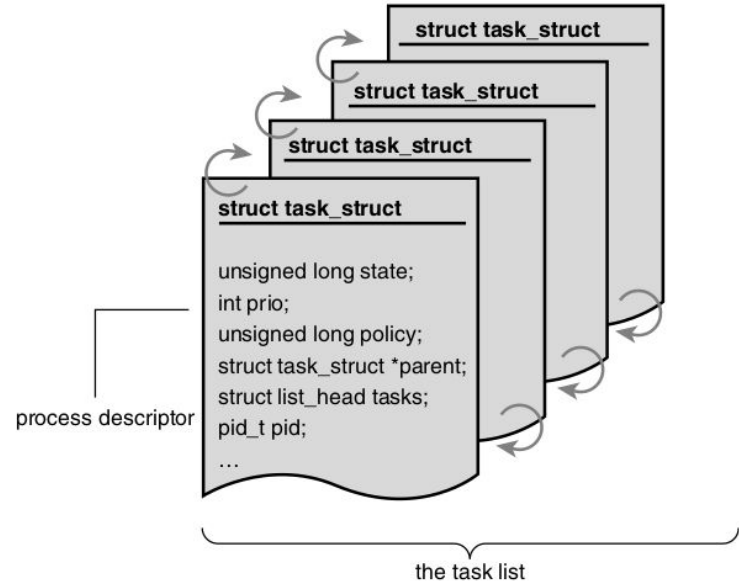 struct task_struct
struct task_struct
struct task_struct
struct task_struct
unsigned long state;
int prio;
unsigned long policy;
struct task_struct *parent;
struct list_head tasks;
pid_t pid;
…
process descriptor
the task list